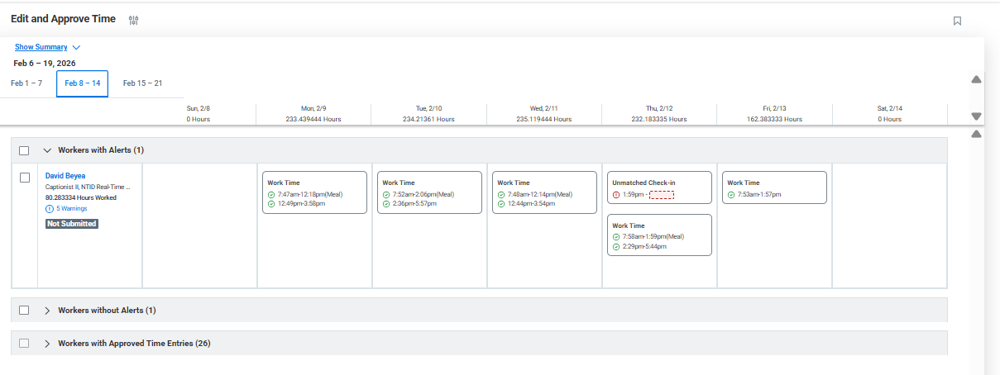 Edit and Approve Time
Show Summary
Feb 6 – 19, 2026
Feb 1 – 7
Feb 8 – 14
Feb 15 – 21
Sun, 2/8
0 Hours
Mon, 2/9
233.439444 Hours
Tue, 2/10
234.21361 Hours
Wed, 2/11
235.119444 Hours
Thu, 2/12
232.183335 Hours
Fri, 2/13
162.383333 Hours
Sat, 2/14
0 Hours
Workers with Alerts (1)
David Beyea
Captionist II, NTID Real-Time ...
80.283334 Hours Worked
5 Warnings
Not Submitted
Work Time
7:47am-12:18pm(Meal)
12:49pm-3:58pm
Work Time
7:52am-2:06pm(Meal)
2:36pm-5:57pm
Work Time
7:48am-12:14pm(Meal)
12:44pm-3:54pm
Unmatched Check-in
1:59pm -
Work Time
7:58am-1:59pm(Meal)
2:29pm-5:44pm
Work Time
7:53am-1:57pm
Workers without Alerts (1)
Workers with Approved Time Entries (26)